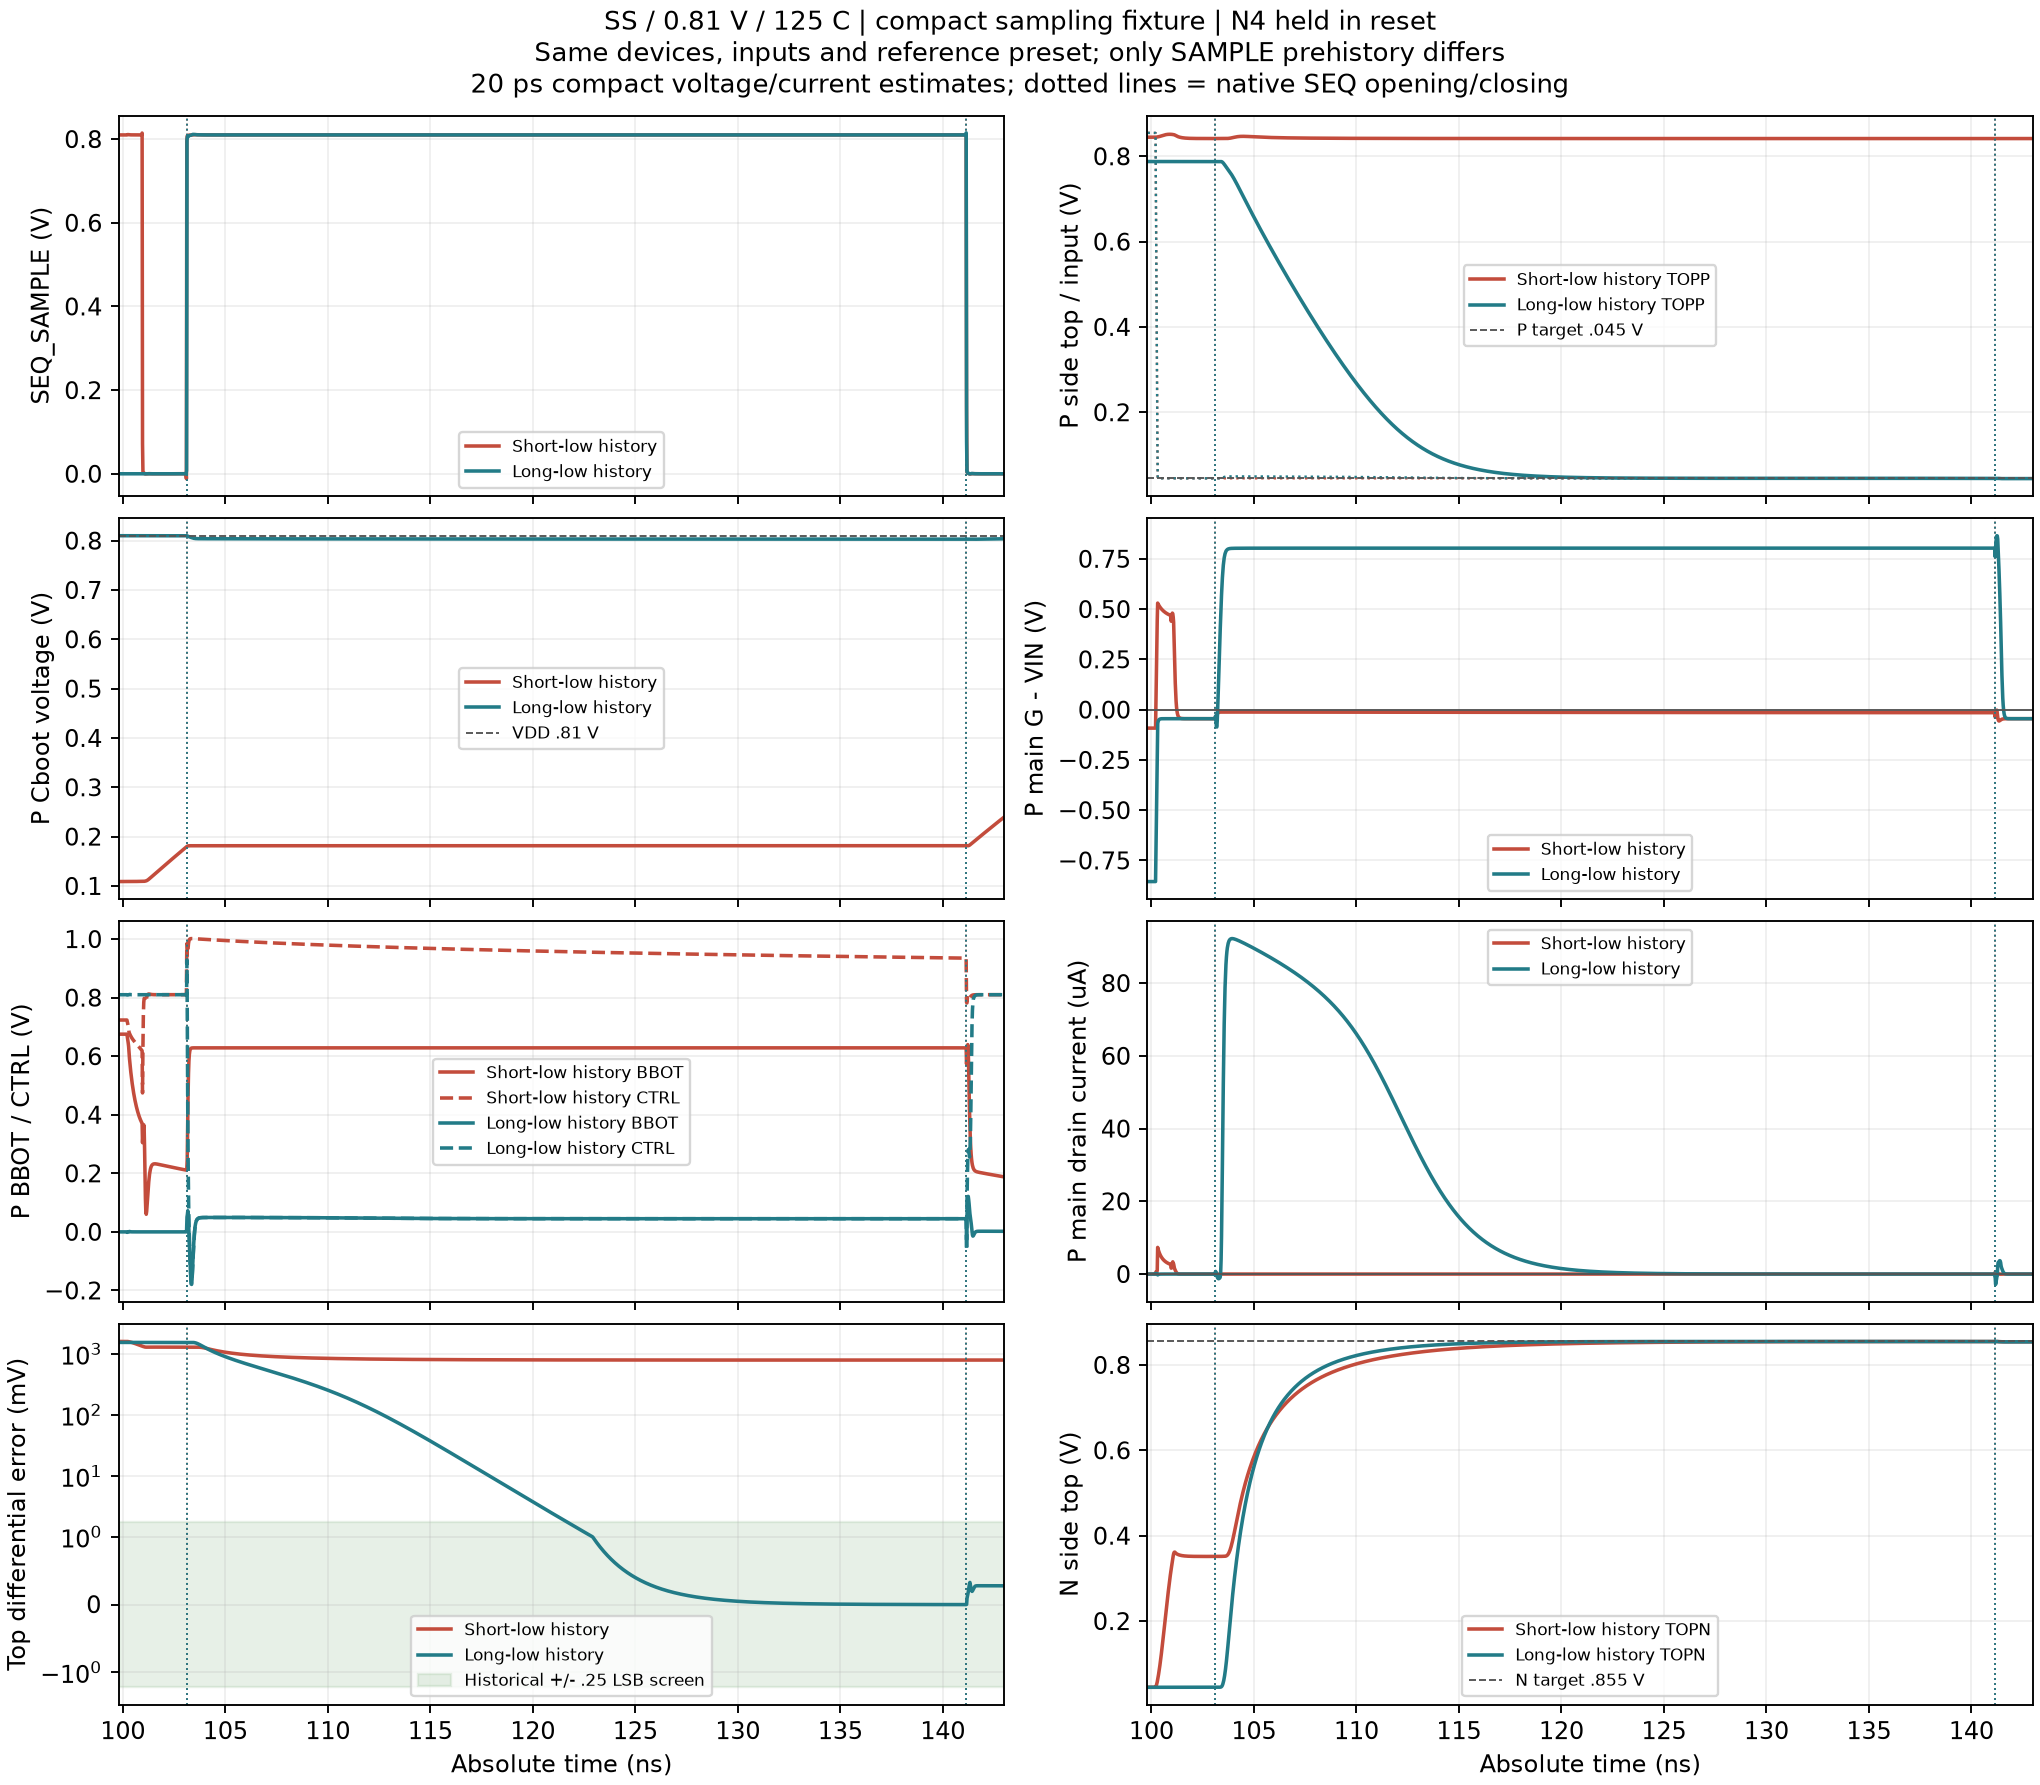 SS / 0.81 V / 125 C | compact sampling fixture | N4 held in reset
Same devices, inputs and reference preset; only SAMPLE prehistory differs
20 ps compact voltage/current estimates; dotted lines = native SEQ opening/closing
SEQ_SAMPLE (V)
0.8
0.6
0.4
0.2
0.0
Short-low history
Long-low history
P side top / input (V)
0.8
0.6
0.4
0.2
Short-low history TOPP
Long-low history TOPP
P target .045 V
P Cboot voltage (V)
0.8
0.7
0.6
0.5
0.4
0.3
0.2
0.1
Short-low history
Long-low history
VDD .81 V
P main G - VIN (V)
0.75
0.50
0.25
0.00
−0.25
−0.50
−0.75
Short-low history
Long-low history
P BBOT / CTRL (V)
1.0
0.8
0.6
0.4
0.2
0.0
−0.2
Short-low history BBOT
Short-low history CTRL
Long-low history BBOT
Long-low history CTRL
P main drain current (uA)
80
60
40
20
0
Short-low history
Long-low history
Top differential error (mV)
10³
10²
10¹
10⁰
0
−10⁰
Short-low history
Long-low history
Historical +/- .25 LSB screen
100 105 110 115 120 125 130 135 140
Absolute time (ns)
N side top (V)
0.8
0.6
0.4
0.2
Short-low history TOPN
Long-low history TOPN
N target .855 V
100 105 110 115 120 125 130 135 140
Absolute time (ns)